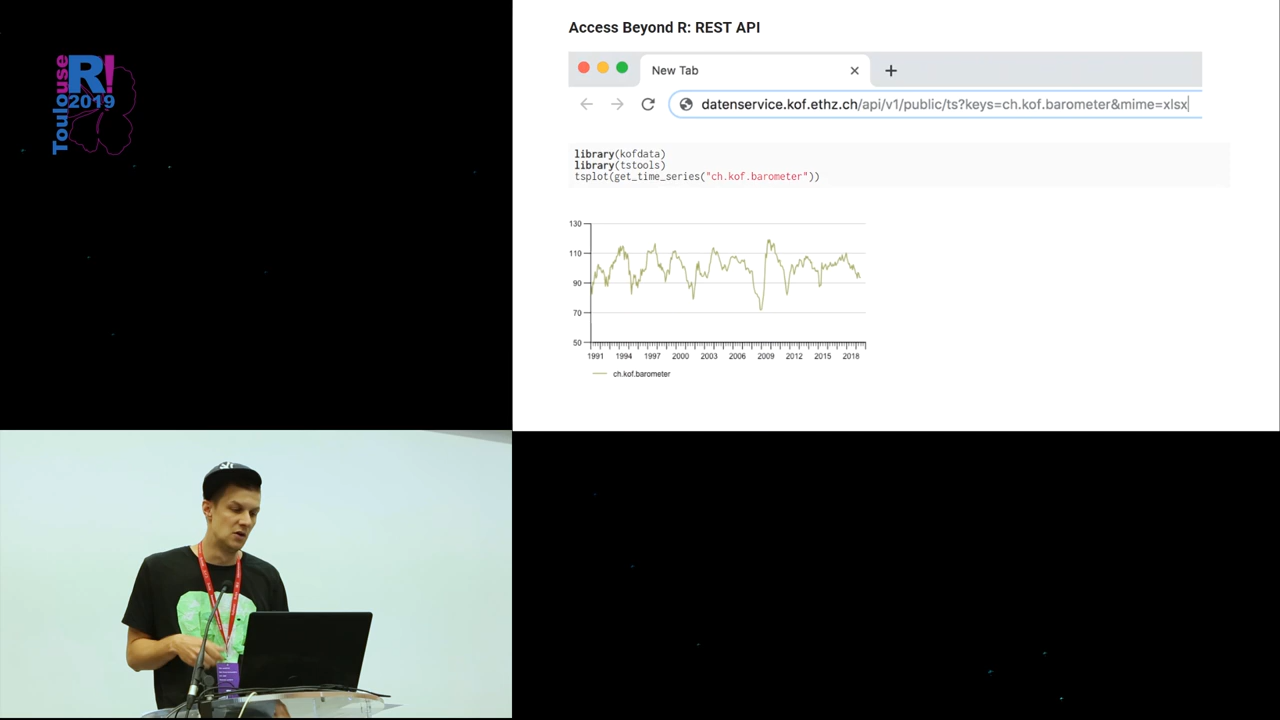 Toulouse
R!
2019
Access Beyond R: REST API
New Tab
datenservice.kof.ethz.ch/api/v1/public/ts?keys=ch.kof.barometer&mime=xlsx
library(kofdata)
library(tstools)
tsplot(get_time_series("ch.kof.barometer"))
130
110
90
70
50
1991 1994 1997 2000 2003 2006 2009 2012 2015 2018
ch.kof.barometer